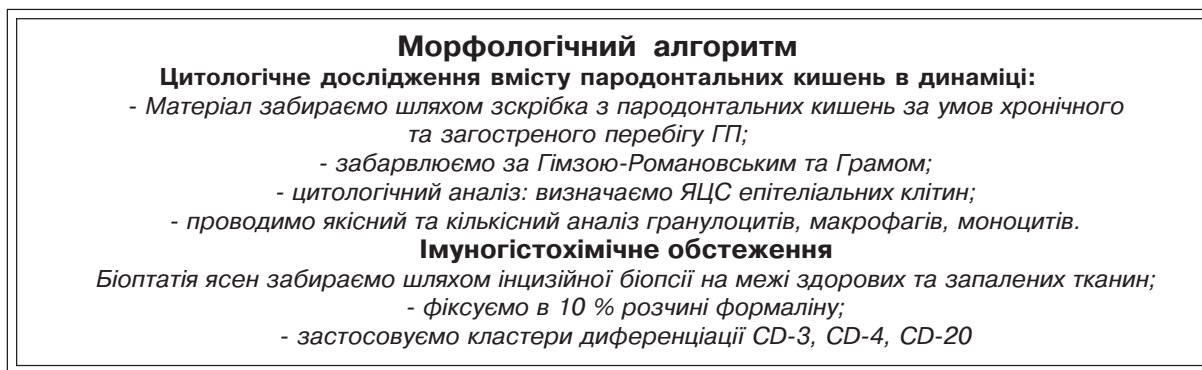 Морфологічний алгоритм
Цитологічне дослідження вмісту пародонтальних кишень в динаміці:
- Матеріал забираємо шляхом зскрібка з пародонтальних кишень за умов хронічного
та загостреного перебігу ГП;
- забарвлюємо за Гімзою-Романовським та Грамом;
- цитологічний аналіз: визначаємо ЯЦС епітеліальних клітин;
- проводимо якісний та кількісний аналіз гранулоцитів, макрофагів, моноцитів.
Імуногістохімічне обстеження
Біоптатія ясен забираємо шляхом інцизійної біопсії на межі здорових та запалених тканин;
- фіксуємо в 10 % розчині формаліну;
- застосовуємо кластери диференціації CD-3, CD-4, CD-20